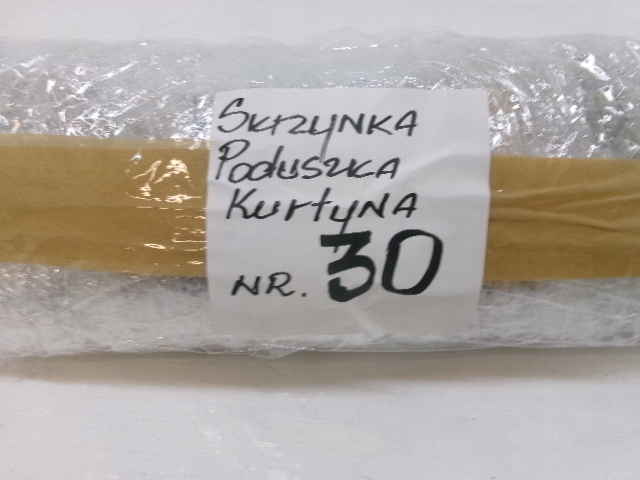 Skrzynka
Poduszka
Kurtyna
NR. 30